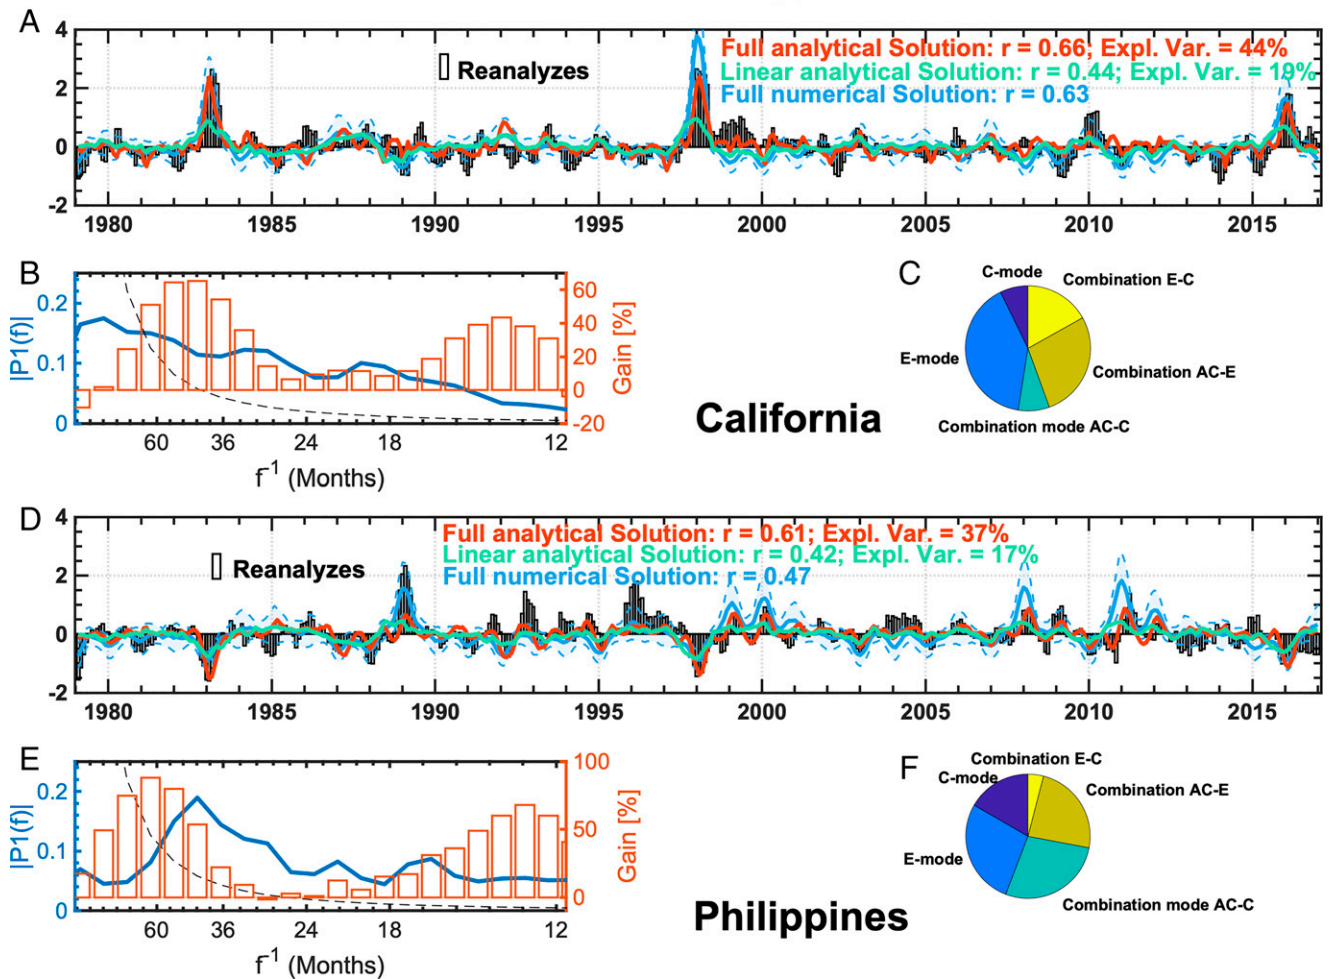 A
4
2
0
-2
Reanalyzes
Full analytical Solution: r = 0.66; Expl. Var. = 44%
Linear analytical Solution: r = 0.44; Expl. Var. = 19%
Full numerical Solution: r = 0.63
1980 1985 1990 1995 2000 2005 2010 2015
B
|P1(f)|
0.2
0.1
0
60
40
20
0
-20
Gain [%]
60 36 24 18 12
f-1 (Months)
C
C-mode
Combination E-C
E-mode
Combination AC-E
Combination mode AC-C
California
D
4
2
0
-2
Reanalyzes
Full analytical Solution: r = 0.61; Expl. Var. = 37%
Linear analytical Solution: r = 0.42; Expl. Var. = 17%
Full numerical Solution: r = 0.47
1980 1985 1990 1995 2000 2005 2010 2015
E
|P1(f)|
0.2
0.1
0
100
50
0
Gain [%]
60 36 24 18 12
f-1 (Months)
F
Combination E-C
C-mode
Combination AC-E
E-mode
Combination mode AC-C
Philippines